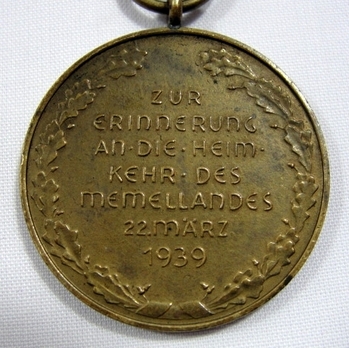 ZUR
ERINNERUNG
AN·DIE·HEIM·
KEHR·DES
MEMELLANDES
22.MÄRZ
1939